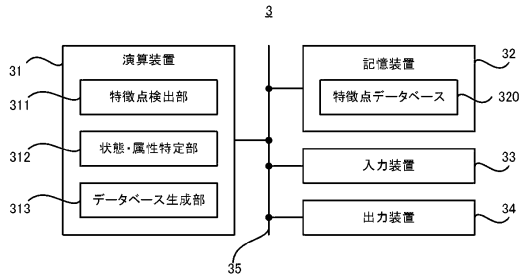 3
31
演算装置
311
特徴点検出部
312
状態・属性特定部
313
データベース生成部
35
32
記憶装置
特徴点データベース
320
入力装置
33
出力装置
34